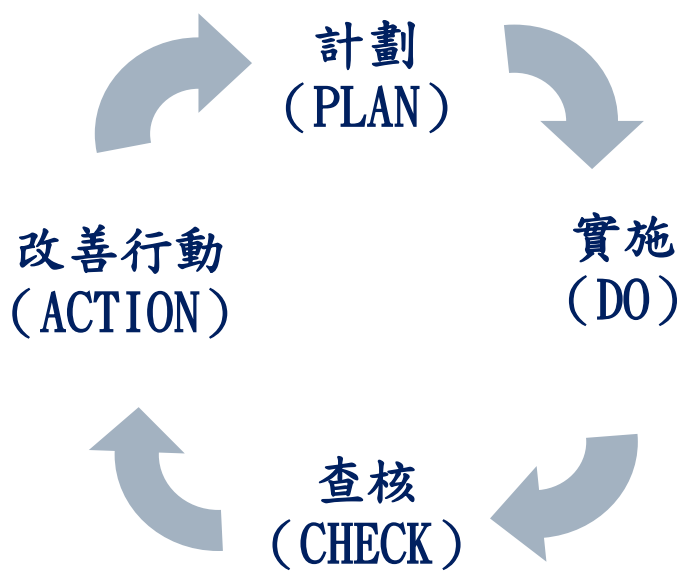 計劃
（PLAN）
實施
（DO）
查核
（CHECK）
改善行動
（ACTION）